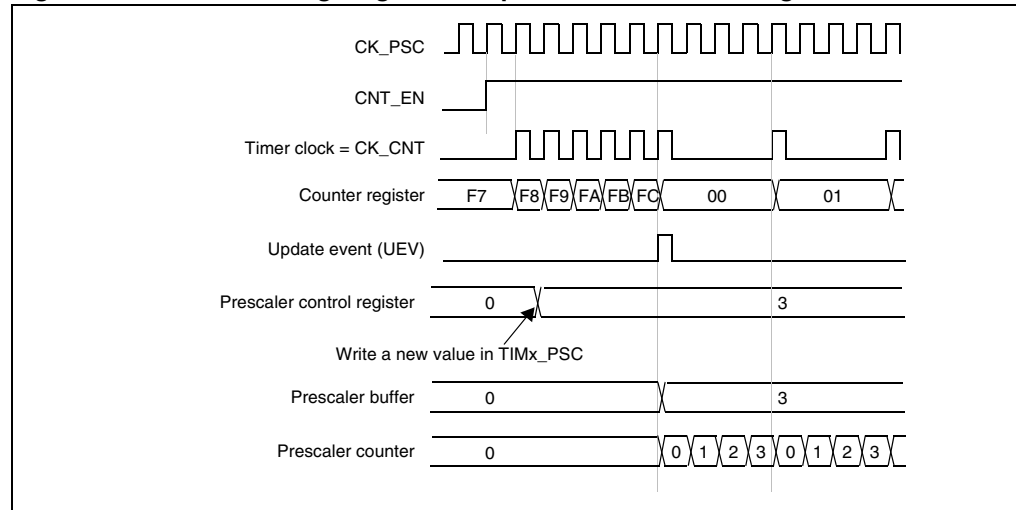 CK_PSC
CNT_EN
Timer clock = CK_CNT
Counter register F7 F8 F9 FA FB FC 00 01
Update event (UEV)
Prescaler control register 0 3
Write a new value in TIMx_PSC
Prescaler buffer 0 3
Prescaler counter 0 0 1 2 3 0 1 2 3